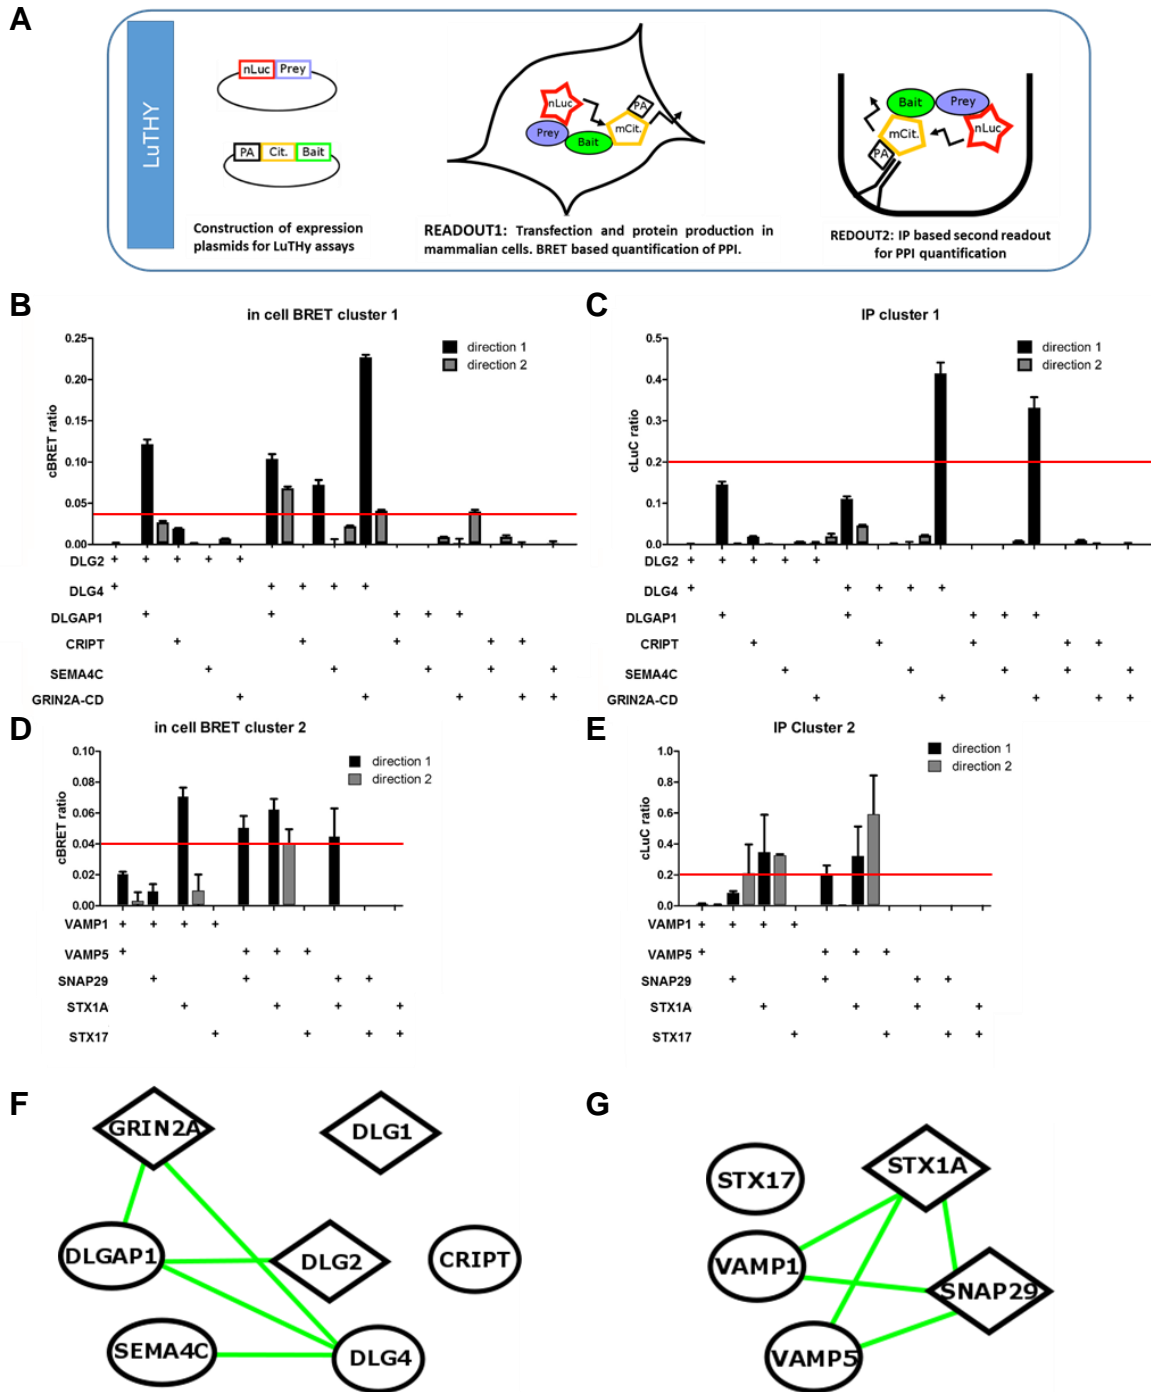 A
LuTHY
nLuc Prey
PA Cit. Bait
Construction of expression
plasmids for LuTHy assays
nLuc
PA
mCit.
Prey
Bait
READOUT1: Transfection and protein production in
mammalian cells. BRET based quantification of PPI.
Bait Prey
mCit. nLuc
PA
REDOUT2: IP based second readout
for PPI quantification
B
in cell BRET cluster 1
direction 1
direction 2
cBRET ratio
0.25
0.20
0.15
0.10
0.05
0.00
DLG2 + + + + +
DLG4 + + + + +
DLGAP1 + + + + +
CRIPT + + + + +
SEMA4C + + + + +
GRIN2A-CD + + + + +
C
IP cluster 1
direction 1
direction 2
cLuC ratio
0.5
0.4
0.3
0.2
0.1
0.0
DLG2 + + + + +
DLG4 + + + + +
DLGAP1 + + + + +
CRIPT + + + + +
SEMA4C + + + + +
GRIN2A-CD + + + + +
D
in cell BRET cluster 2
direction 1
direction 2
cBRET ratio
0.10
0.08
0.06
0.04
0.02
0.00
VAMP1 + + + +
VAMP5 + + + +
SNAP29 + + + +
STX1A + + + +
STX17 + + + +
E
IP Cluster 2
direction 1
direction 2
cLuC ratio
1.0
0.8
0.6
0.4
0.2
0.0
VAMP1 + + + +
VAMP5 + + + +
SNAP29 + + + +
STX1A + + + +
STX17 + + + +
F
GRIN2A
DLG1
DLGAP1
DLG2
CRIPT
SEMA4C
DLG4
G
STX17
STX1A
VAMP1
SNAP29
VAMP5